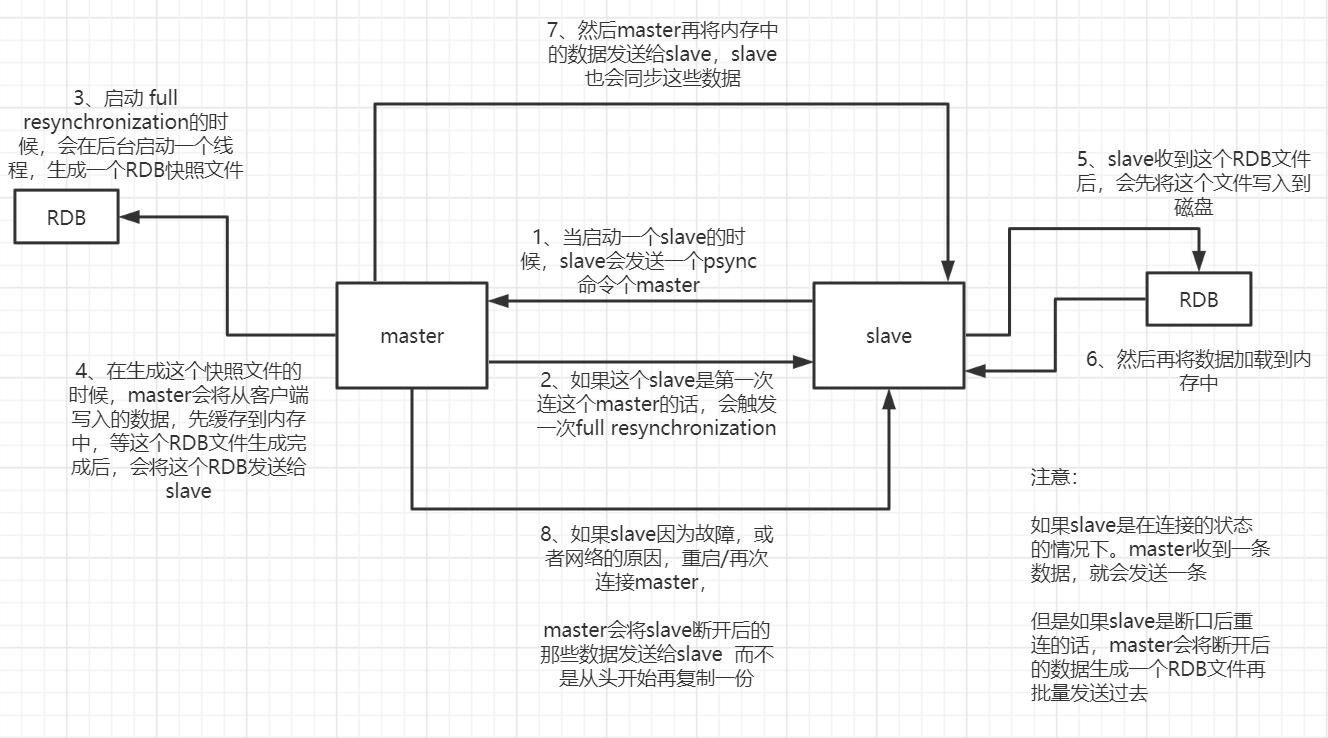 7、然后master再将内存中
的数据发送给slave，slave
也会同步这些数据
3、启动 full
resynchronization的时
候，会在后台启动一个线
程，生成一个RDB快照文件
RDB
5、slave收到这个RDB文件
后，会先将这个文件写入到
磁盘
1、当启动一个slave的时
候，slave会发送一个psync
命令个master
RDB
master
slave
6、然后再将数据加载到内
存中
4、在生成这个快照文件的
时候，master会将从客户端
写入的数据，先缓存到内存
中，等这个RDB文件生成完
成后，会将这个RDB发送给
slave
2、如果这个slave是第一次
连这个master的话，会触发
一次full resynchronization
8、如果slave因为故障，或
者网络的原因，重启/再次
连接master，
master会将slave断开后的
那些数据发送给slave 而不
是从头开始再复制一份
注意：
如果slave是在连接的状态
的情况下。master收到一条
数据，就会发送一条
但是如果slave是断口后重
连的话，master会将断开后
的数据生成一个RDB文件再
批量发送过去